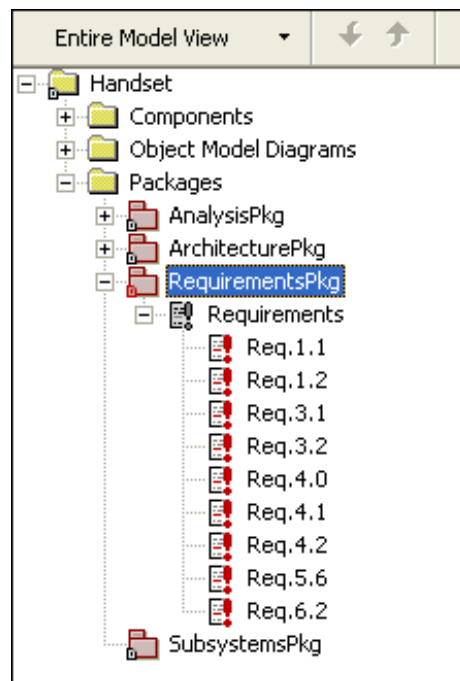 Entire Model View
Handset
Components
Object Model Diagrams
Packages
AnalysisPkg
ArchitecturePkg
RequirementsPkg
Requirements
Req.1.1
Req.1.2
Req.3.1
Req.3.2
Req.4.0
Req.4.1
Req.4.2
Req.5.6
Req.6.2
SubsystemsPkg